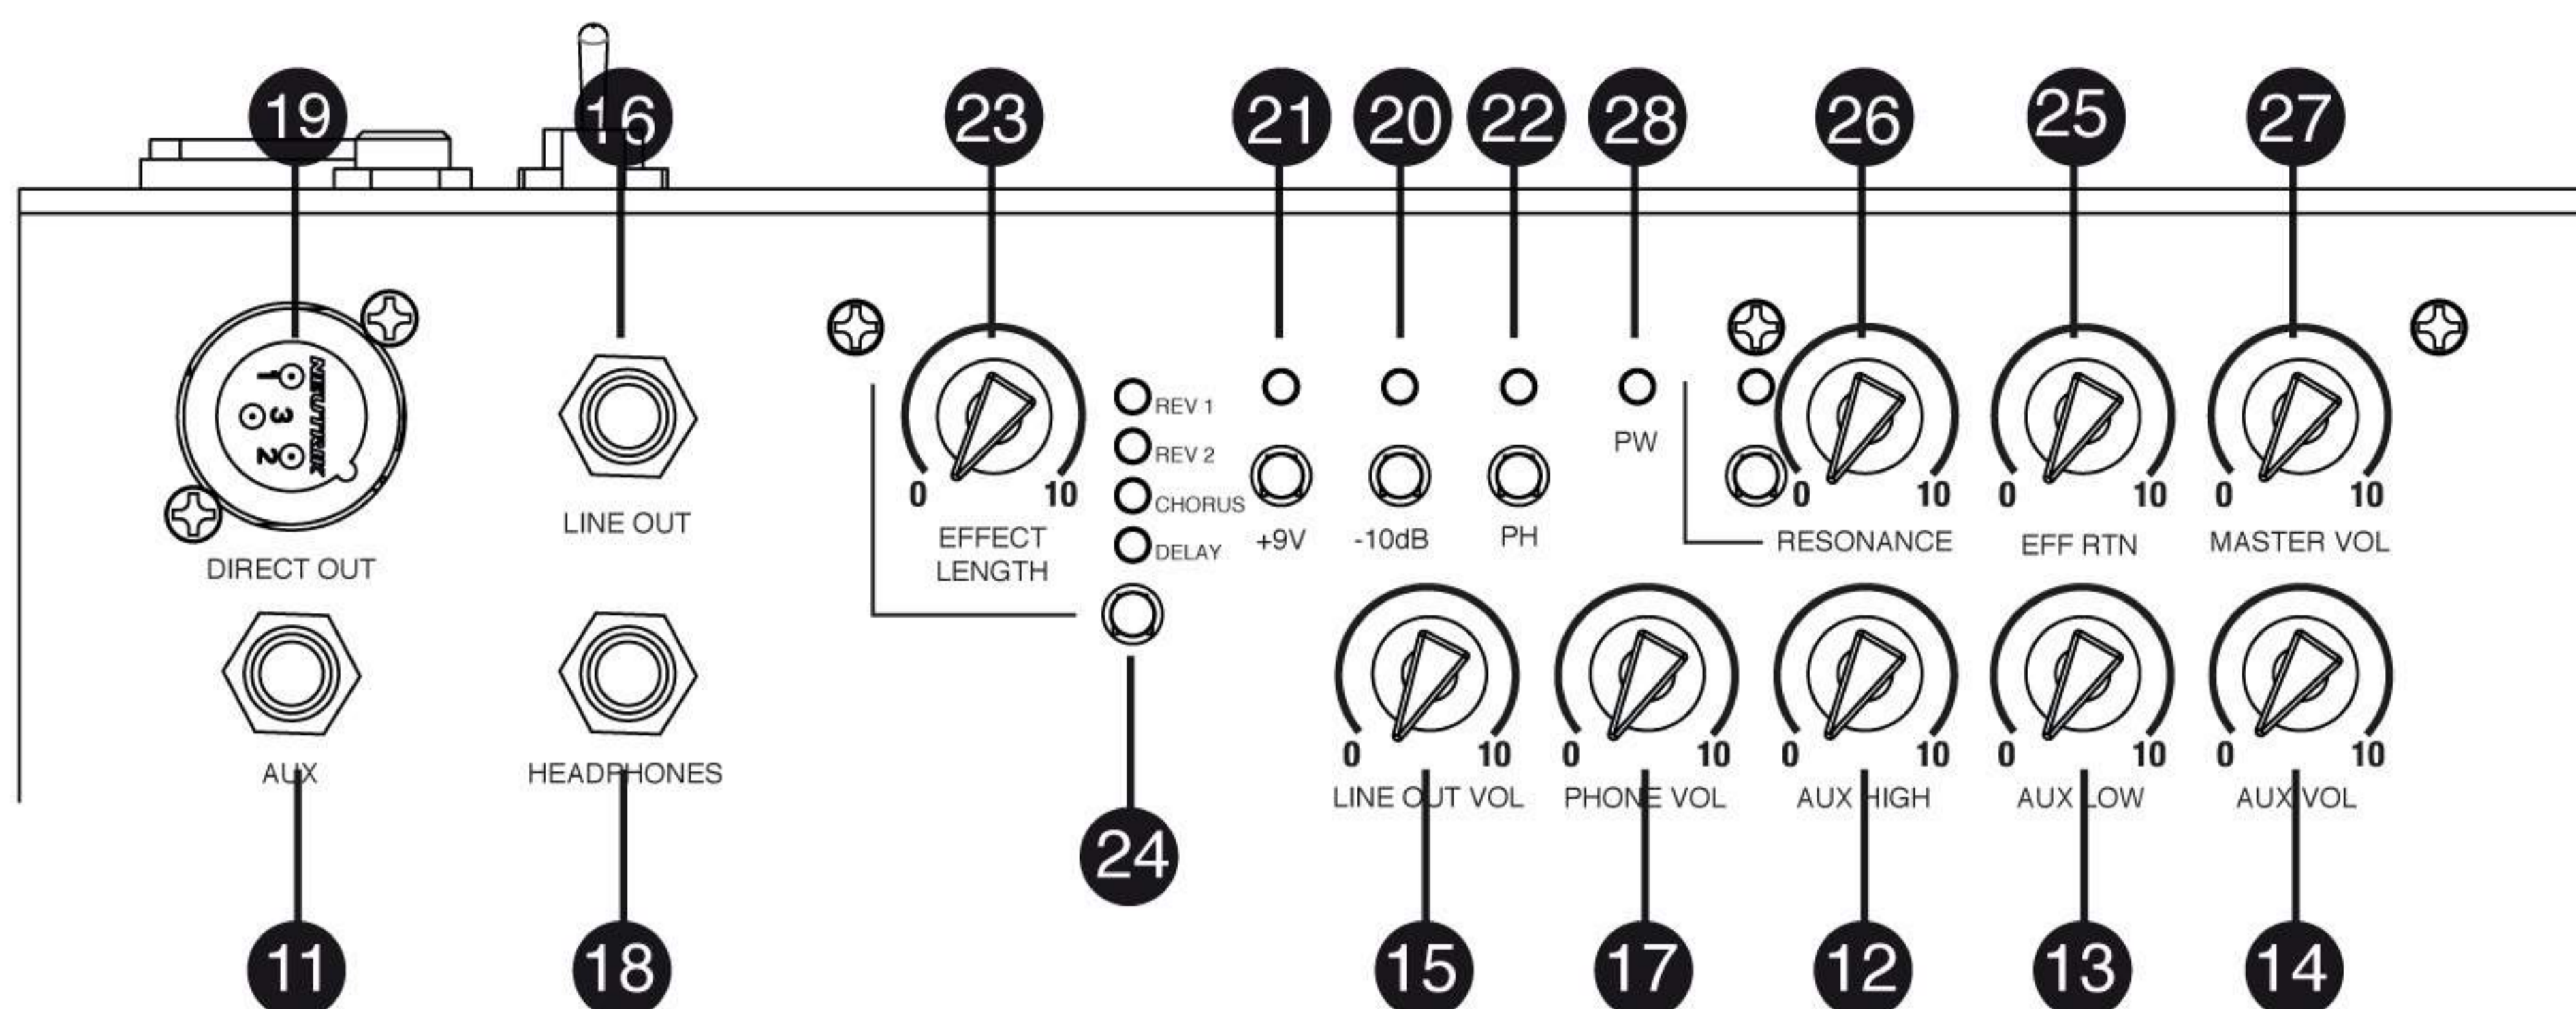 19 16 23 21 20 22 28 26 25 27
NEUTRIK
1
3
2
DIRECT OUT
LINE OUT
0 10
EFFECT
LENGTH
REV 1
REV 2
CHORUS
DELAY
+9V
-10dB
PH
PW
0 10
RESONANCE
0 10
EFF RTN
0 10
MASTER VOL
AUX
HEADPHONES
24
0 10
LINE OUT VOL
0 10
PHONE VOL
0 10
AUX HIGH
0 10
AUX LOW
0 10
AUX VOL
11 18 15 17 12 13 14